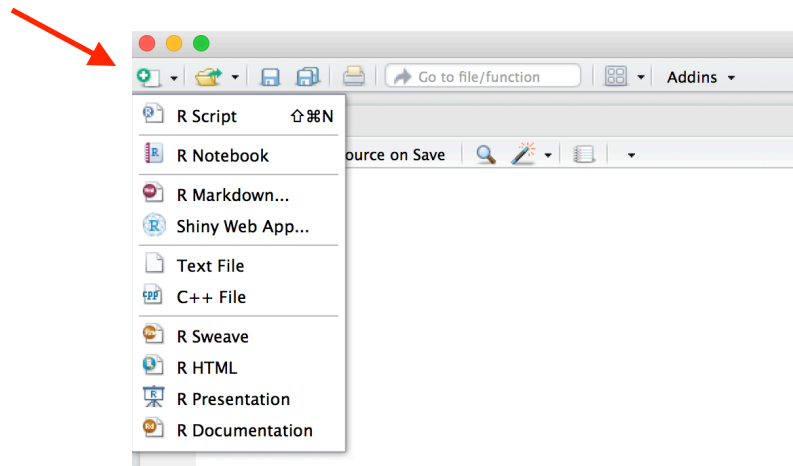 Go to file/function
Addins
R Script ⇧⌘N
ource on Save
R Notebook
R Markdown...
Shiny Web App...
Text File
C++ File
R Sweave
R HTML
R Presentation
R Documentation